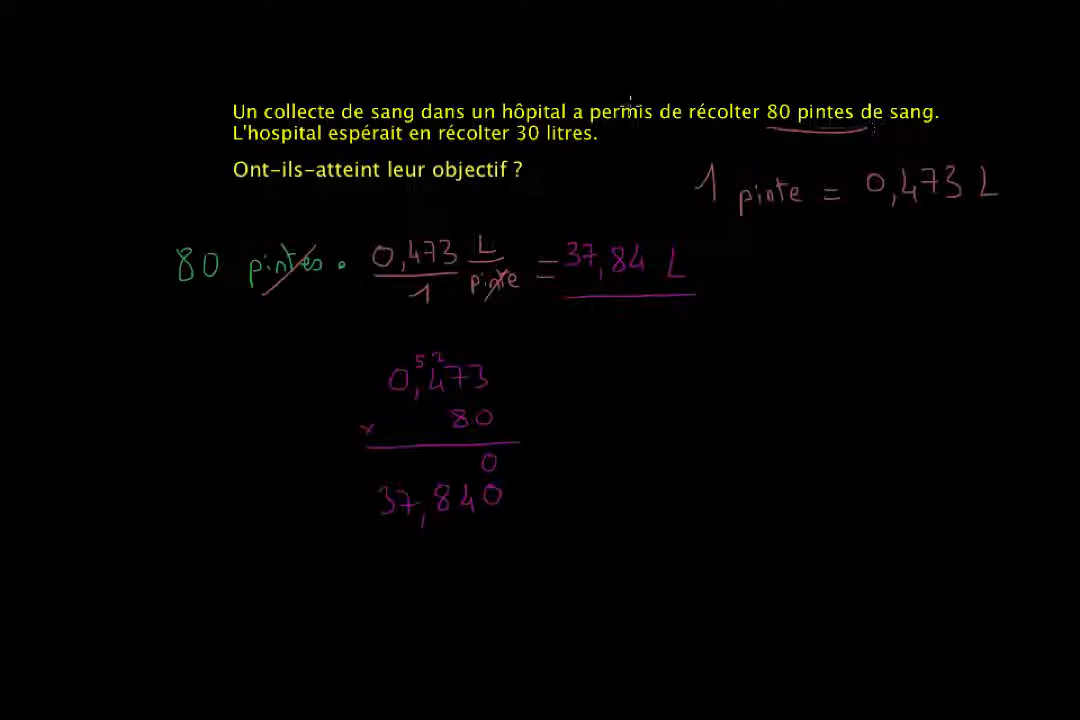 Un collecte de sang dans un hôpital a permis de récolter 80 pintes de sang.
L'hospital espérait en récolter 30 litres.
Ont-ils-atteint leur objectif ?
1 pinte = 0,473 L
80 pintes · 0,473 L / 1 pinte = 37,84 L
5 2
0,473
x 80
0
37,840